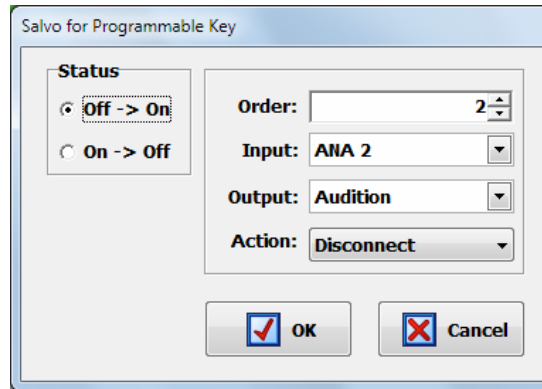 Salvo for Programmable Key
Status
Off -> On
On -> Off
Order: 2
Input: ANA 2
Output: Audition
Action: Disconnect
OK
Cancel